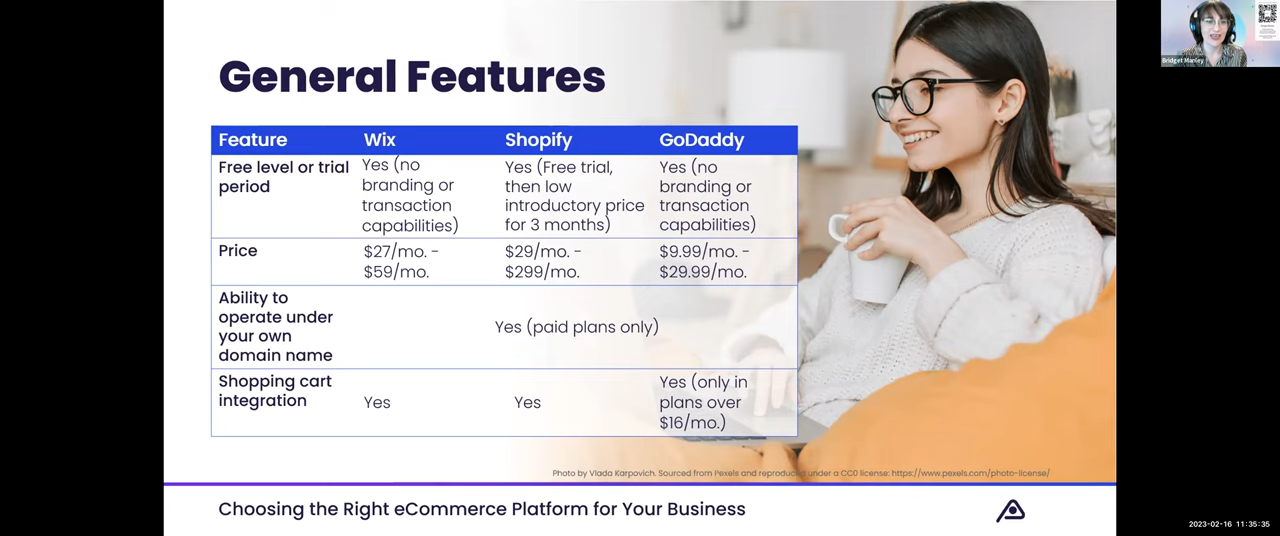 General Features
Feature Wix Shopify GoDaddy
Free level or trial period
Yes (no
branding or
transaction
capabilities)
Yes (Free trial,
then low
introductory price
for 3 months)
Yes (no
branding or
transaction
capabilities)
Price
$27/mo. -
$59/mo.
$29/mo. -
$299/mo.
$9.99/mo. -
$29.99/mo.
Ability to
operate under
your own
domain name
Yes (paid plans only)
Shopping cart
integration
Yes
Yes
Yes (only in
plans over
$16/mo.)
Photo by Vlada Karpovich. Sourced from Pexels and reproduced under a CC0 license: https://www.pexels.com/photo-license/
Choosing the Right eCommerce Platform for Your Business
Bridget Manley
2023-02-16 11:35:35